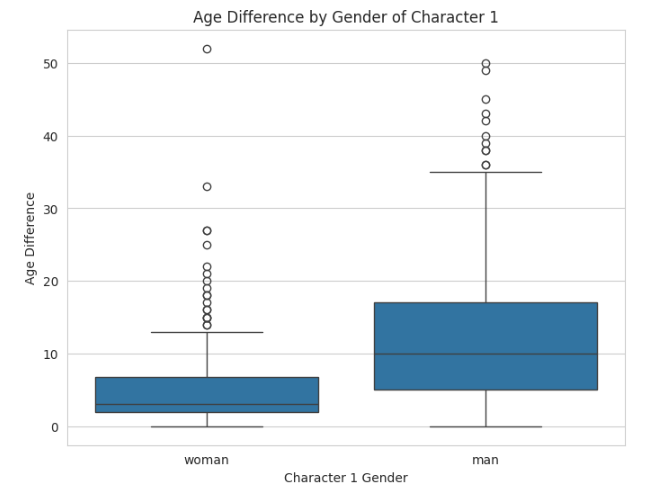 Age Difference by Gender of Character 1
50
40
30
20
10
0
Age Difference
woman
man
Character 1 Gender